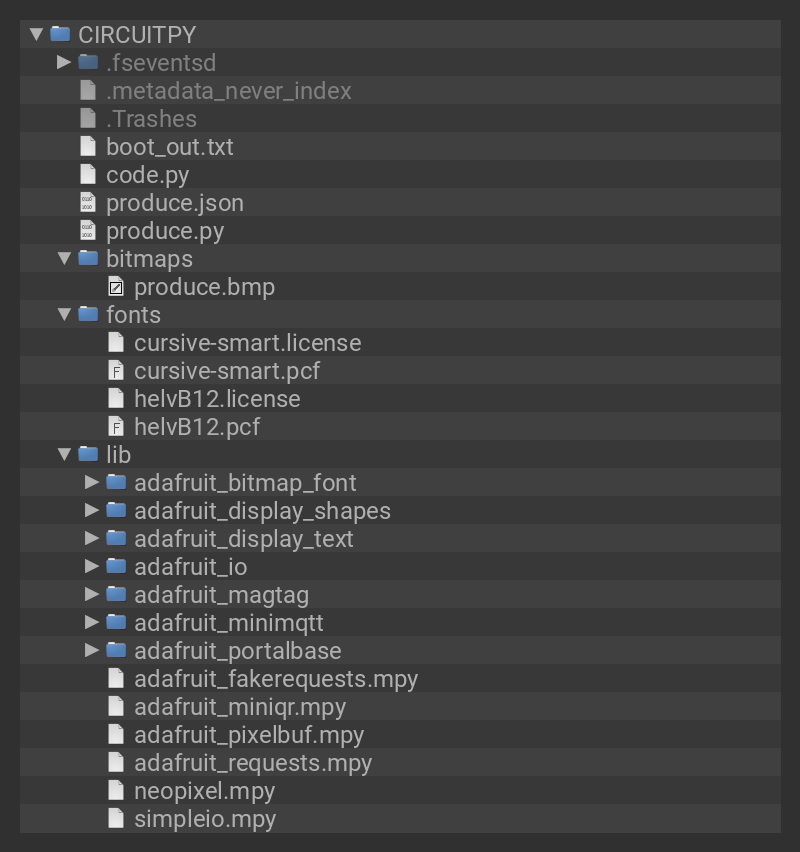 CIRCUITPY
.fseventsd
.metadata_never_index
.Trashes
boot_out.txt
code.py
produce.json
produce.py
bitmaps
produce.bmp
fonts
cursive-smart.license
cursive-smart.pcf
helvB12.license
helvB12.pcf
lib
adafruit_bitmap_font
adafruit_display_shapes
adafruit_display_text
adafruit_io
adafruit_magtag
adafruit_minimqtt
adafruit_portalbase
adafruit_fakerequests.mpy
adafruit_miniqr.mpy
adafruit_pixelbuf.mpy
adafruit_requests.mpy
neopixel.mpy
simpleio.mpy